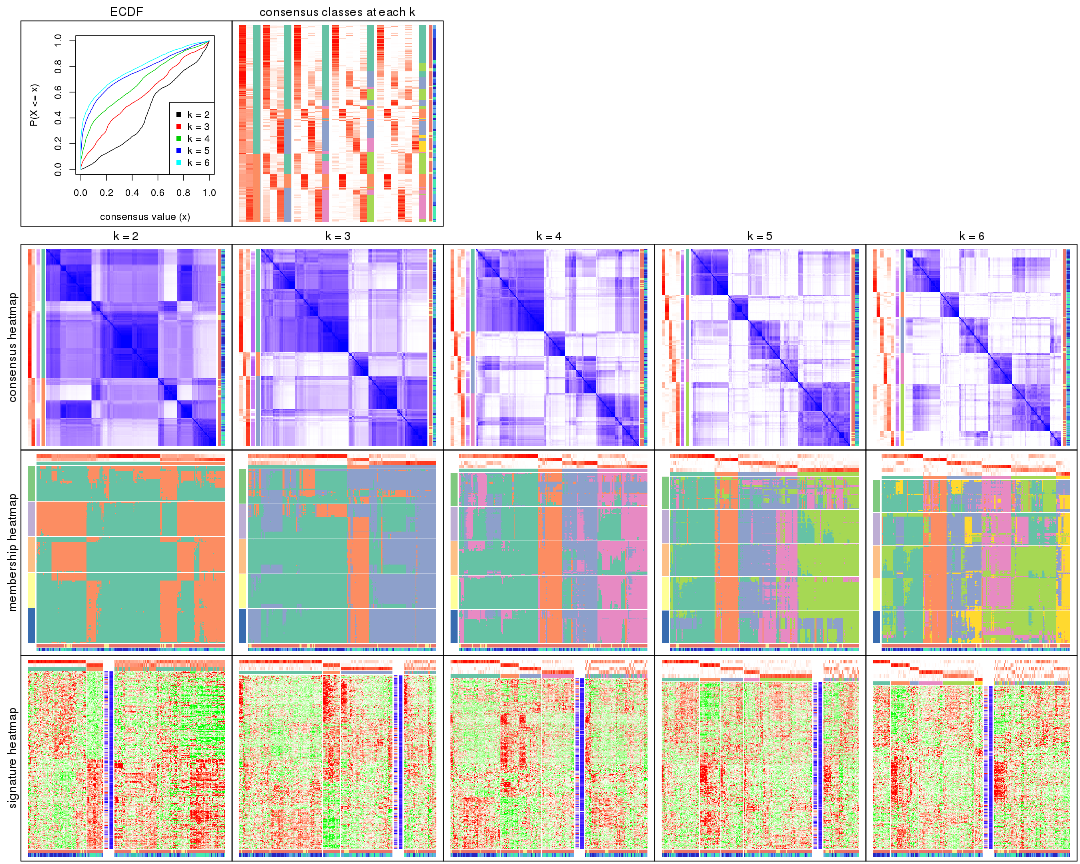 ECDF
consensus classes at each k
P(X <= x)
0.0 0.2 0.4 0.6 0.8 1.0
k = 2
k = 3
k = 4
k = 5
k = 6
0.0 0.2 0.4 0.6 0.8 1.0
consensus value (x)
k = 2
k = 3
k = 4
k = 5
k = 6
consensus heatmap
membership heatmap
signature heatmap